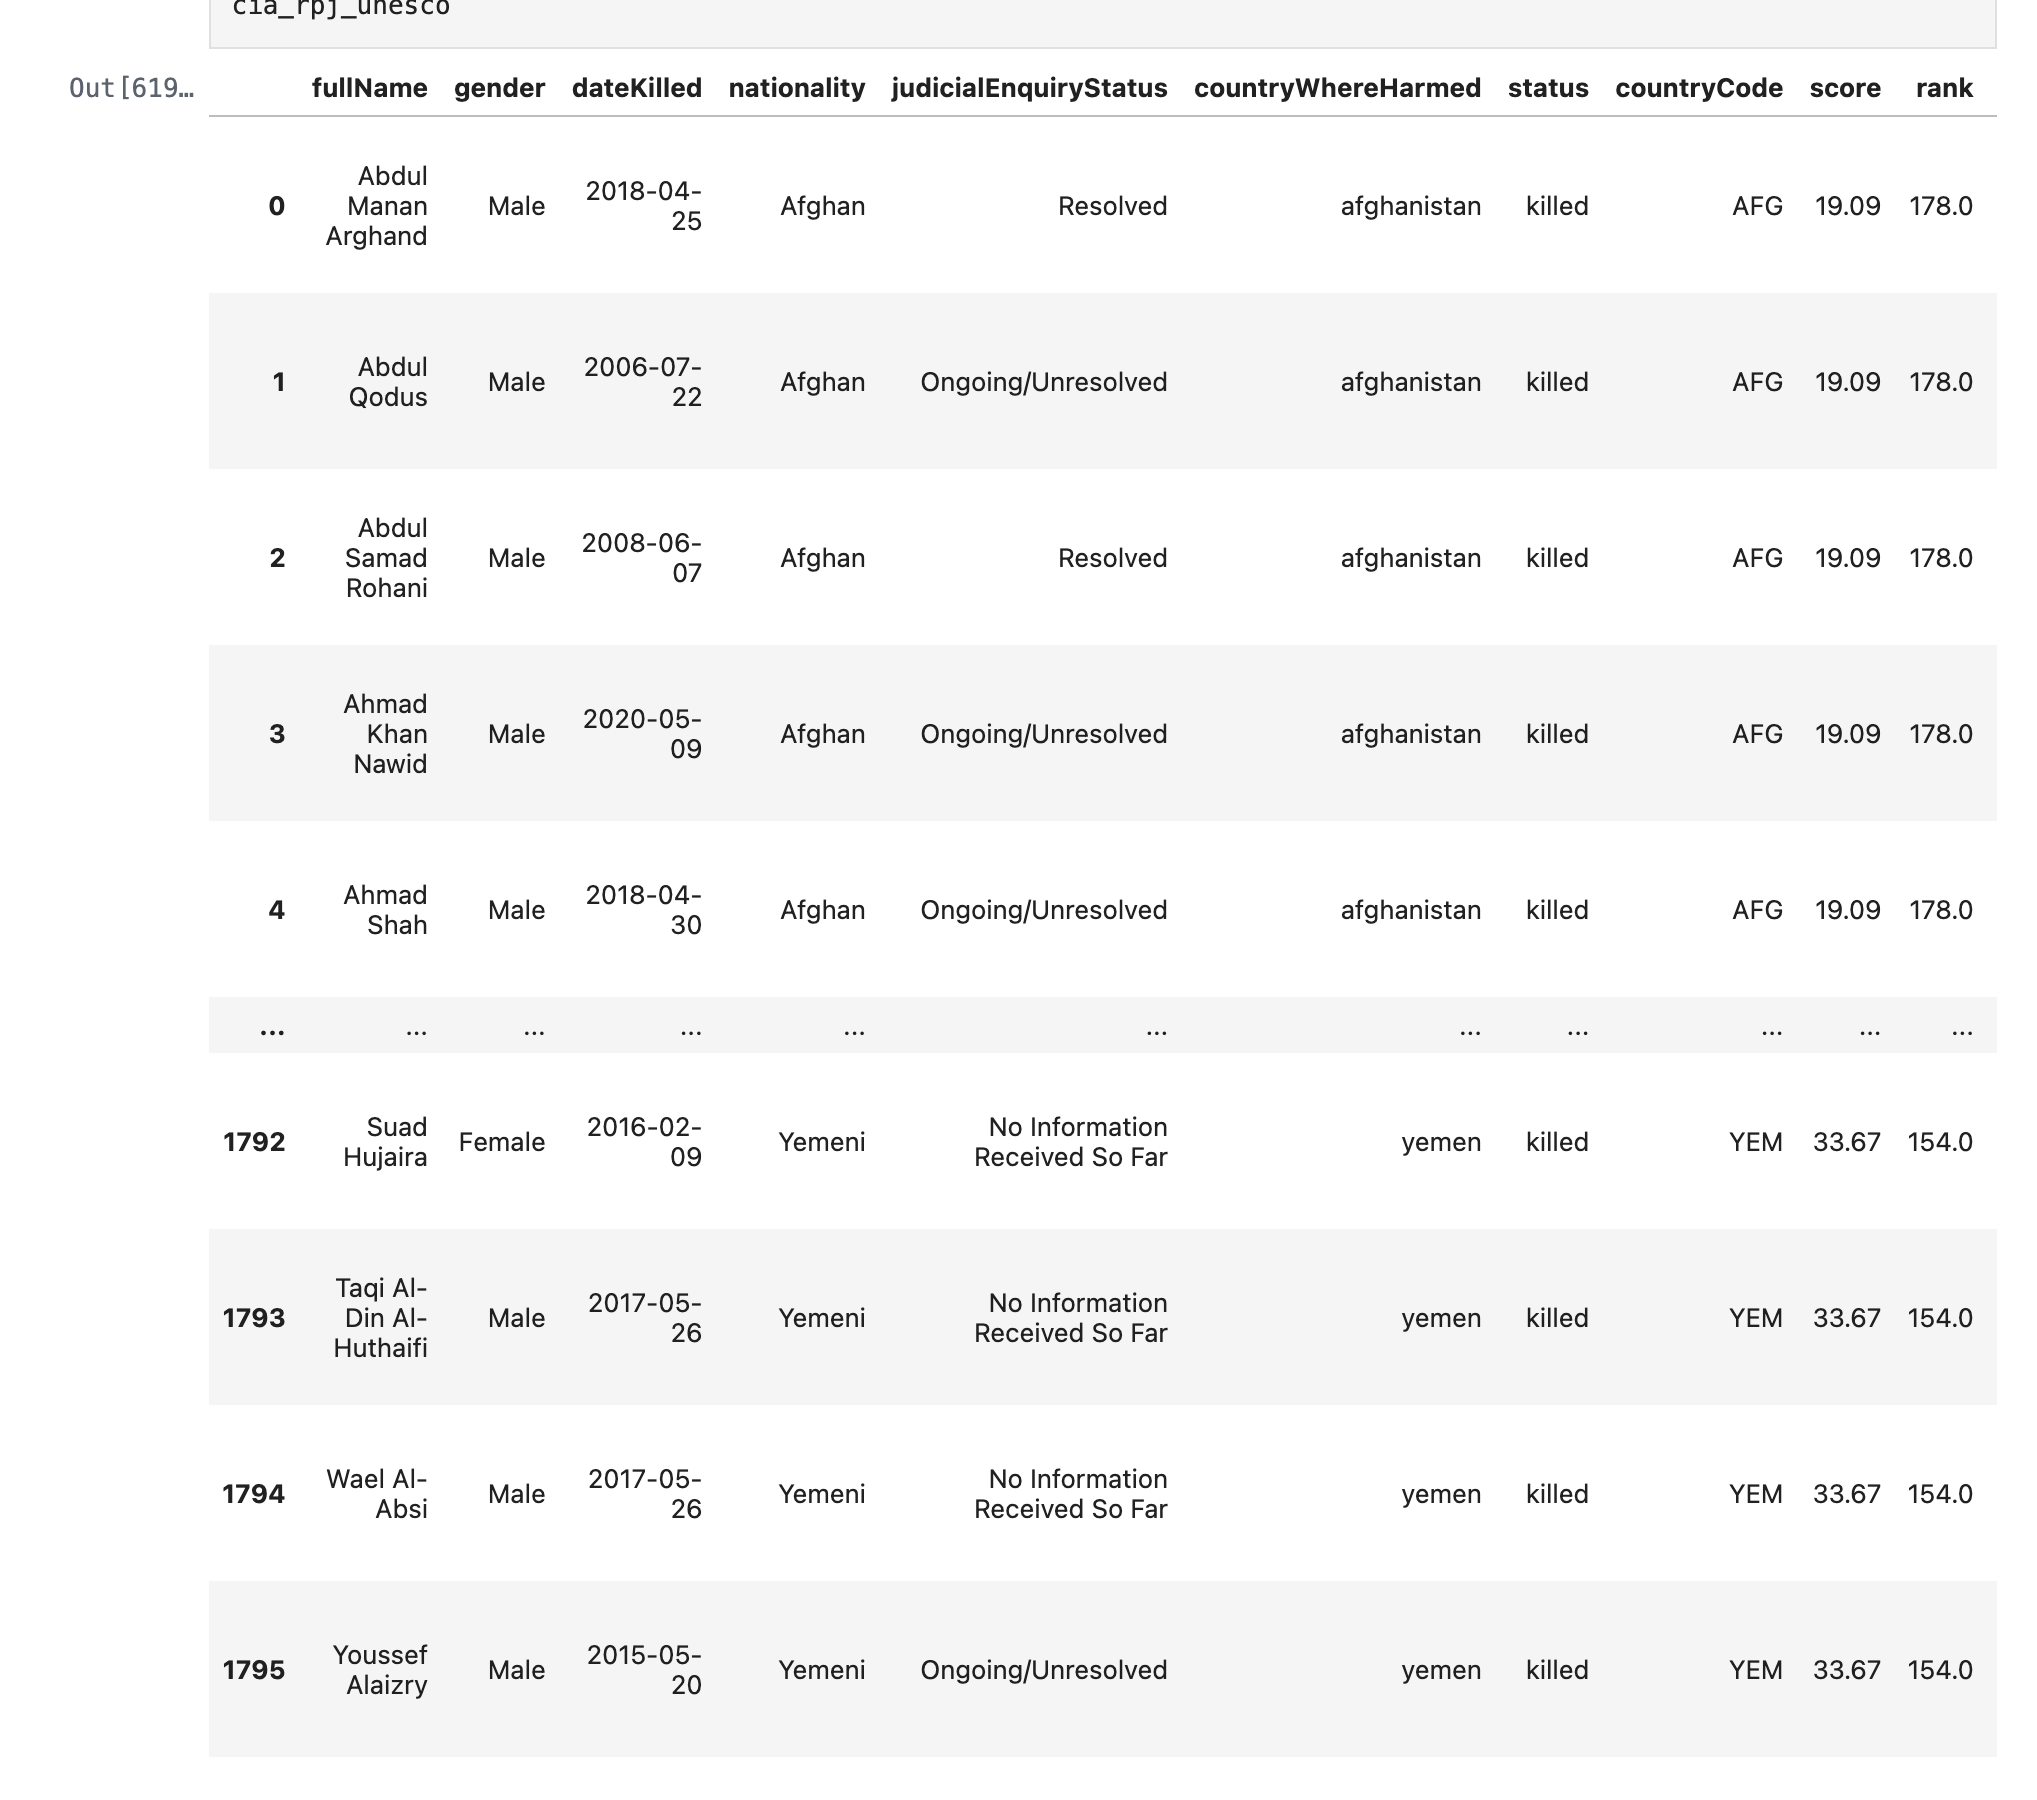 cia_rpj_unesco
Out[619…
fullName gender dateKilled nationality judicialEnquiryStatus countryWhereHarmed status countryCode score rank
0 Abdul Manan Arghand Male 2018-04-25 Afghan Resolved afghanistan killed AFG 19.09 178.0
1 Abdul Qodus Male 2006-07-22 Afghan Ongoing/Unresolved afghanistan killed AFG 19.09 178.0
2 Abdul Samad Rohani Male 2008-06-07 Afghan Resolved afghanistan killed AFG 19.09 178.0
3 Ahmad Khan Nawid Male 2020-05-09 Afghan Ongoing/Unresolved afghanistan killed AFG 19.09 178.0
4 Ahmad Shah Male 2018-04-30 Afghan Ongoing/Unresolved afghanistan killed AFG 19.09 178.0
... ... ... ... ... ... ... ... ... ... ...
1792 Suad Hujaira Female 2016-02-09 Yemeni No Information Received So Far yemen killed YEM 33.67 154.0
1793 Taqi Al-Din Al-Huthaifi Male 2017-05-26 Yemeni No Information Received So Far yemen killed YEM 33.67 154.0
1794 Wael Al-Absi Male 2017-05-26 Yemeni No Information Received So Far yemen killed YEM 33.67 154.0
1795 Youssef Alaizry Male 2015-05-20 Yemeni Ongoing/Unresolved yemen killed YEM 33.67 154.0